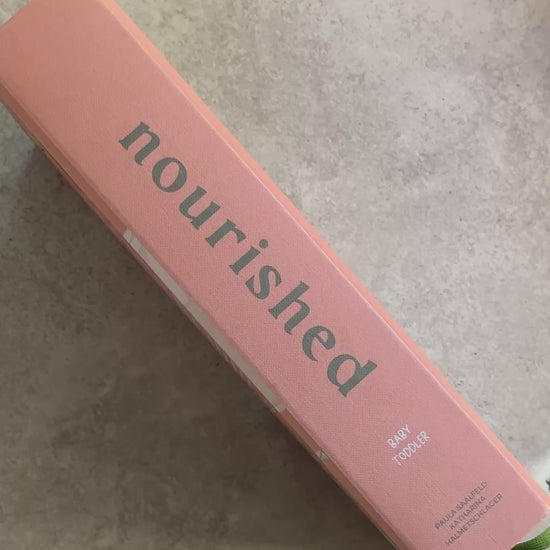 nourished
BABY
TODDLER
PAULA SAALFELD
KATHARINA
HALMETSCHLAGER